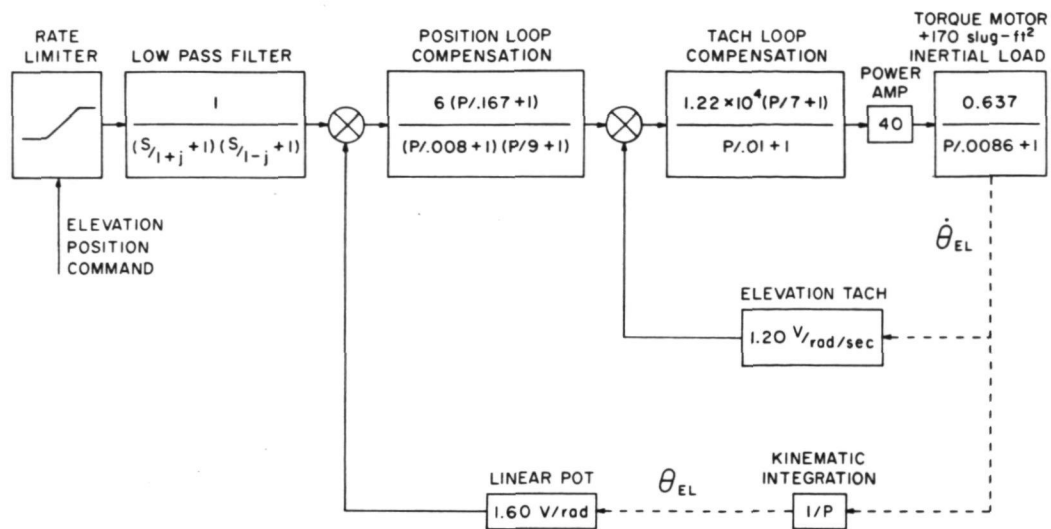 RATE
LIMITER
LOW PASS FILTER
1
(S/1+j +1) (S/1-j +1)
POSITION LOOP
COMPENSATION
6 (P/.167 +1)
(P/.008 +1) (P/9 +1)
TACH LOOP
COMPENSATION
1.22 × 10⁴ (P/7 +1)
P/.01 + 1
POWER
AMP
40
TORQUE MOTOR
+170 slug-ft²
INERTIAL LOAD
0.637
P/.0086 + 1
ELEVATION
POSITION
COMMAND
θ̇EL
ELEVATION TACH
1.20 V/rad/sec
KINEMATIC
INTEGRATION
1/P
θEL
LINEAR POT
1.60 V/rad